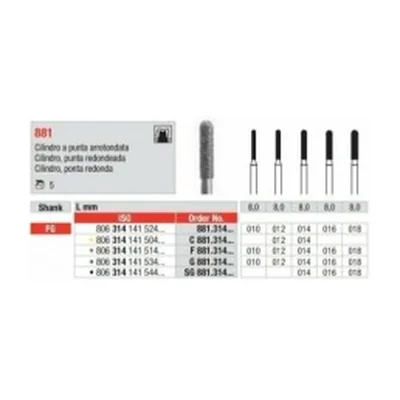 881
Cilindro a punta arrotondata
Cilindro, punta redondeada
Cilindro, ponta redonda
5
Shank L mm 8,0 8,0 8,0 8,0 8,0
ISO Order No.
FG 806 314 141 524... 881.314... 010 012 014 016 018
806 314 141 504... C 881.314... 012 014
806 314 141 514... F 881.314... 010 012 014 016 018
806 314 141 534... G 881.314... 010 012 014 016 018
806 314 141 544... SG 881.314... 014 016 018